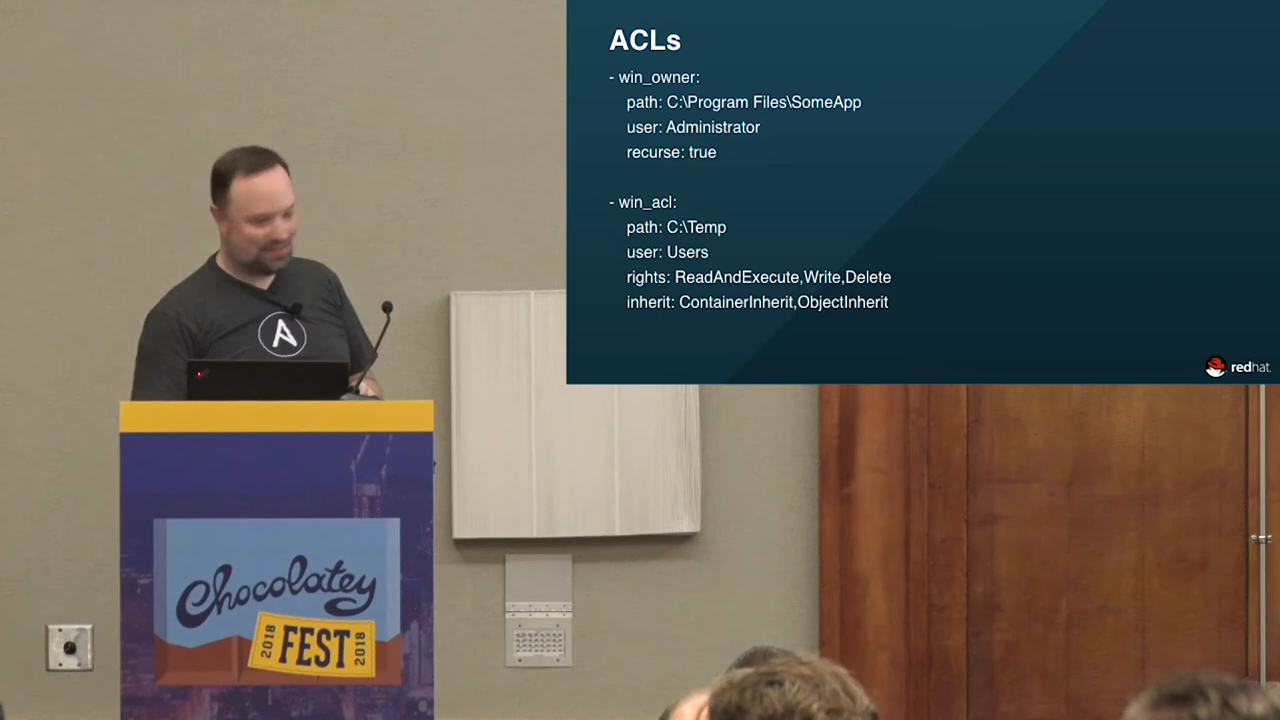 ACLs
- win_owner:
path: C:\Program Files\SomeApp
user: Administrator
recurse: true
- win_acl:
path: C:\Temp
user: Users
rights: ReadAndExecute,Write,Delete
inherit: ContainerInherit,ObjectInherit
redhat.
A
Chocolatey
2018 FEST 2018